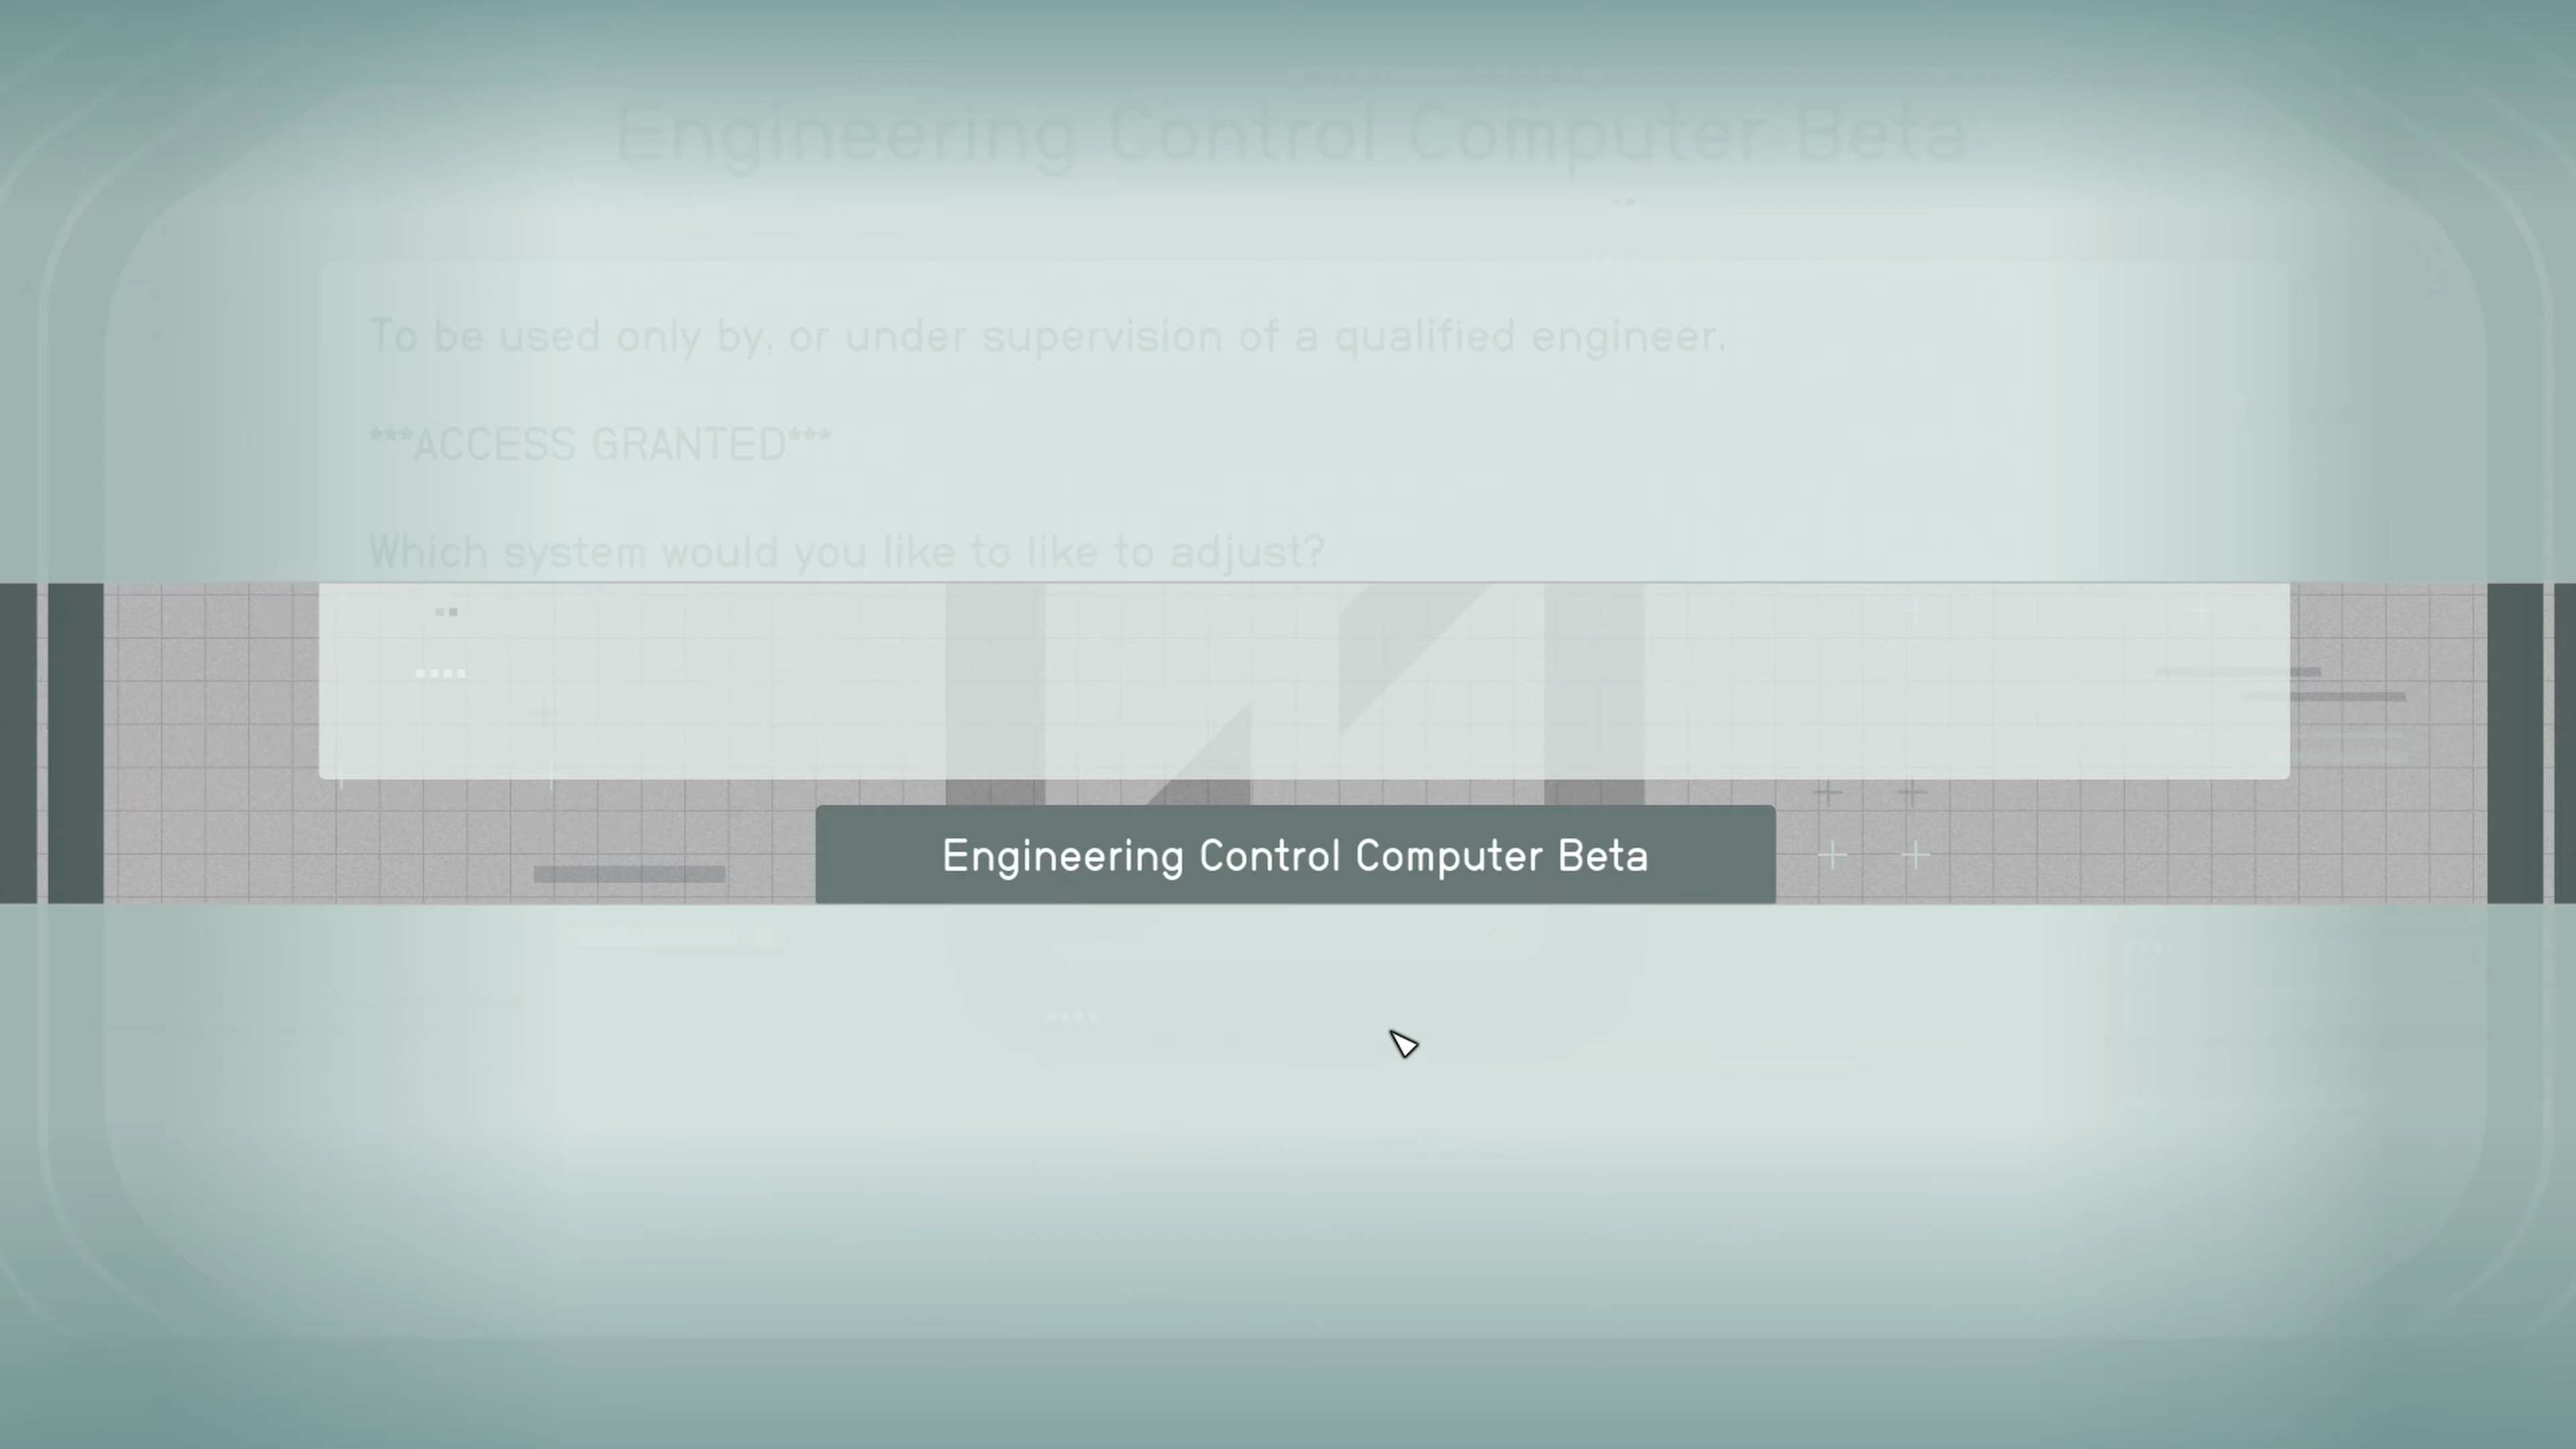 Engineering Control Computer Beta
To be used only by, or under supervision of a qualified engineer.
***ACCESS GRANTED***
Which system would you like to like to adjust?
Engineering Control Computer Beta